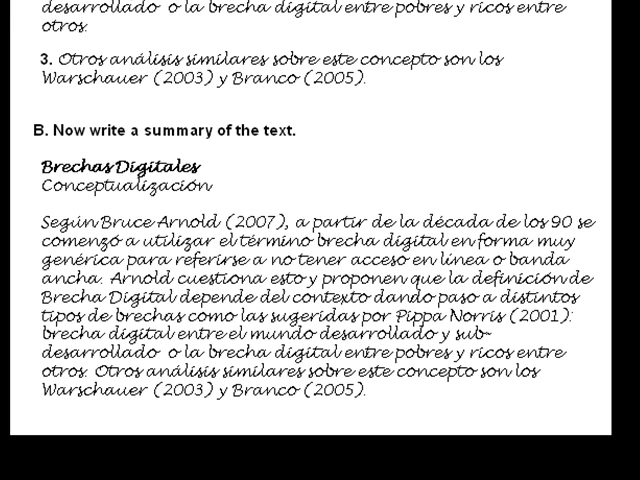 desarrollado o la brecha digital entre pobres y ricos entre
otros.
3. Otros análisis similares sobre este concepto son los
Warschauer (2003) y Branco (2005).
B. Now write a summary of the text.
Brechas Digitales
Conceptualización
Según Bruce Arnold (2007), a partir de la década de los 90 se
comenzó a utilizar el término brecha digital en forma muy
genérica para referirse a no tener acceso en línea o banda
ancha. Arnold cuestiona esto y proponen que la definición de
Brecha Digital depende del contexto dando paso a distintos
tipos de brechas como las sugeridas por Pippa Norris (2001):
brecha digital entre el mundo desarrollado y sub-
desarrollado o la brecha digital entre pobres y ricos entre
otros. Otros análisis similares sobre este concepto son los
Warschauer (2003) y Branco (2005).